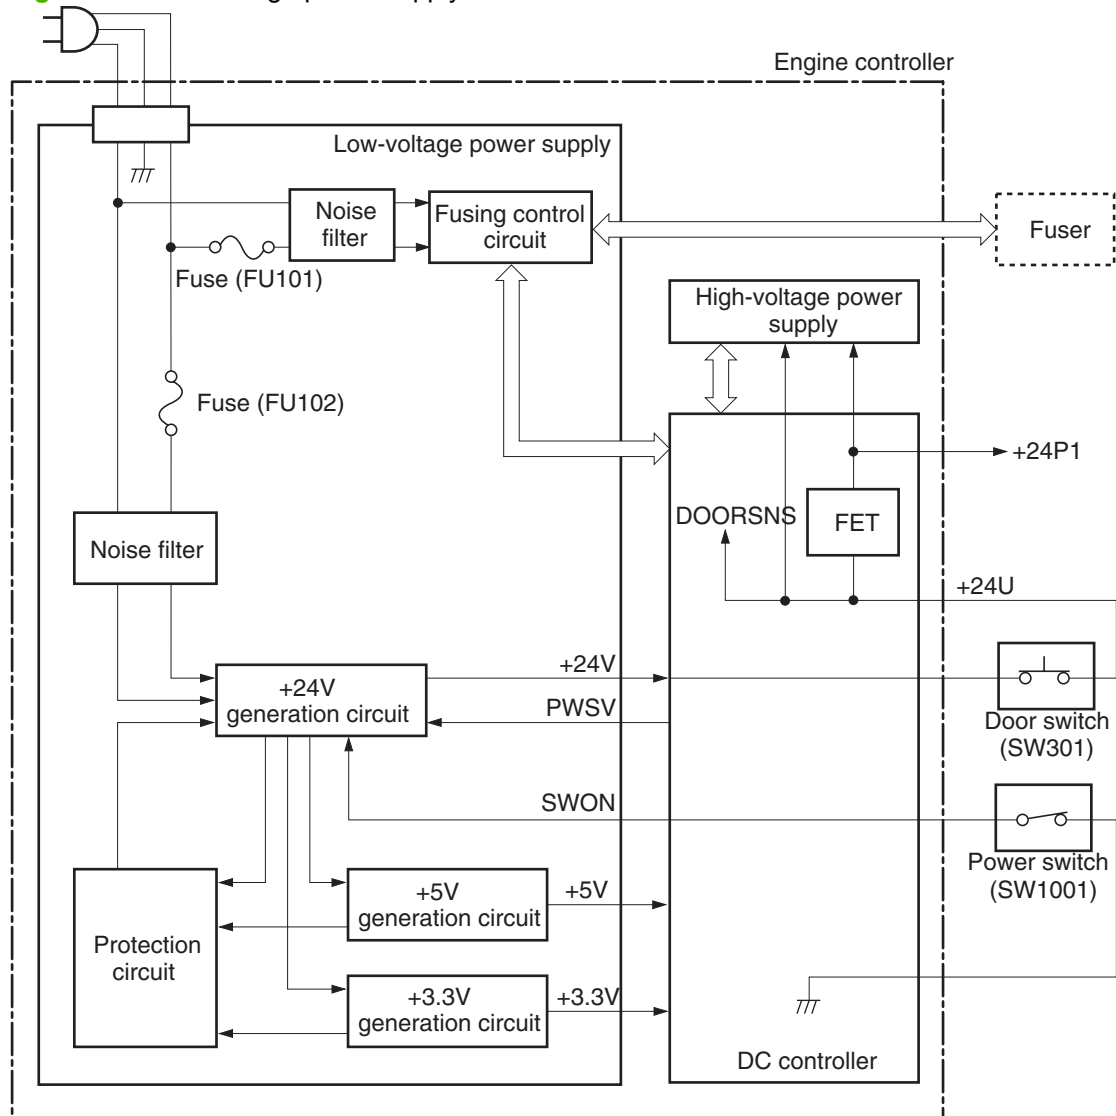 Engine controller
Low-voltage power supply
Noise
filter
Fusing control
circuit
Fuser
Fuse (FU101)
High-voltage power
supply
Fuse (FU102)
+24P1
DOORSNS
FET
Noise filter
+24U
+24V
+24V
generation circuit
PWSV
Door switch
(SW301)
SWON
Power switch
(SW1001)
+5V
generation circuit
+5V
Protection
circuit
+3.3V
generation circuit
+3.3V
DC controller